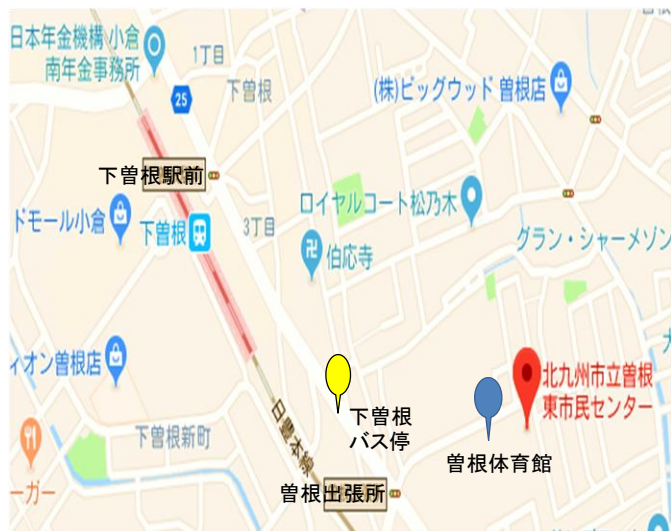 日本年金機構 小倉
南年金事務所
1丁目
下曽根
25
(株)ビッグウッド 曽根店
下曽根駅前
ドモール小倉
下曽根
3丁目
ロイヤルコート松乃木
卍
伯応寺
グラン・シャーメゾン
ィオン曽根店
北九州市立曽根
東市民センター
下曽根
バス停
下曽根新町
日豊本線
曽根体育館
曽根出張所
ーガー